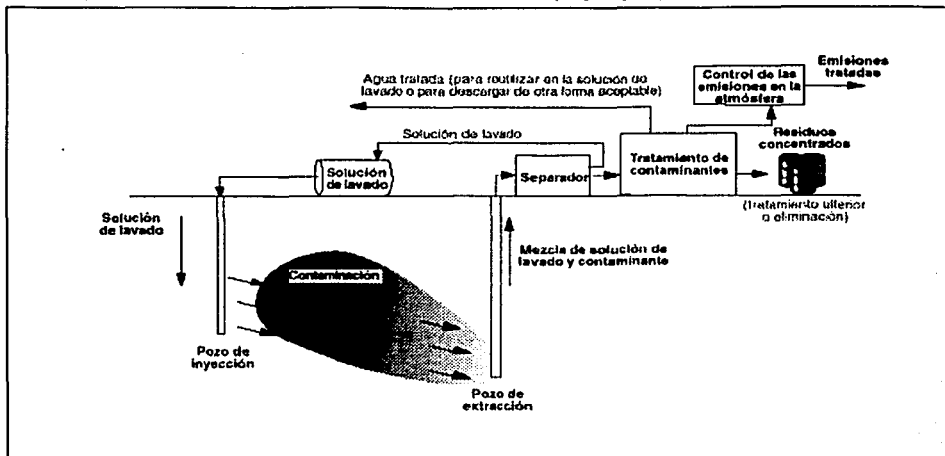 Agua tratada (para reutilizar en la solución de
lavado o para descargar de otra forma aceptable)
Control de las
emisiones en la
atmósfera
Emisiones
tratadas
Solución de lavado
Solución
de lavado
Separador
Tratamiento de
contaminantes
Residuos
concentrados
(tratamiento ulterior
o eliminación)
Solución
de lavado
Contaminación
Mezcla de solución de
lavado y contaminante
Pozo de
inyección
Pozo de
extracción